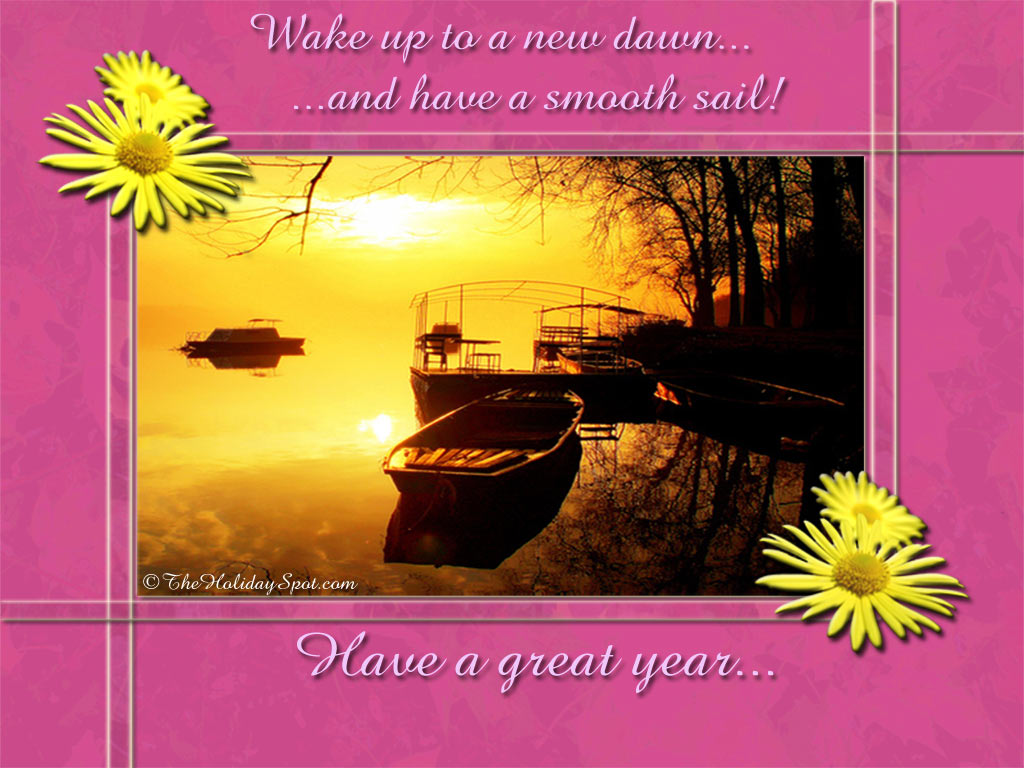 Wake up to a new dawn...
...and have a smooth sail!
© TheHolidaySpot.com
Have a great year...